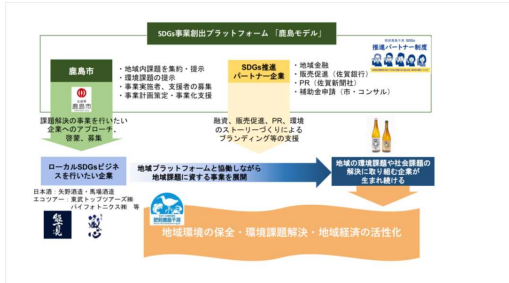 SDGs事業創出プラットフォーム 「鹿島モデル」
SDGs
推進パートナー制度
鹿島市
・地域内課題を集約・提示
・環境課題の提示
・事業実施者、支援者の募集
・事業計画策定・事業化支援
鹿島市
SDGs推進
パートナー企業
・地域金融
・販売促進(佐賀銀行)
・PR(佐賀新聞社)
・補助金申請(市・コンサル)
課題解決の事業を行いたい
企業へのアプローチ、
啓蒙、募集
融資、販売促進、PR、環境
のストーリーづくりによる
ブランディング等の支援
ローカルSDGsビジネ
スを行いたい企業
地域プラットフォームと協働しながら
地域課題に資する事業を展開
地域の環境課題や社会課題の
解決に取り組む企業が
生まれ続ける
日本酒:矢野酒造・馬場酒造
エコツアー:東武トップツアーズ㈱
バイフォトニクス㈱ 等
肥前鹿島干潟
地域環境の保全・環境課題解決・地域経済の活性化